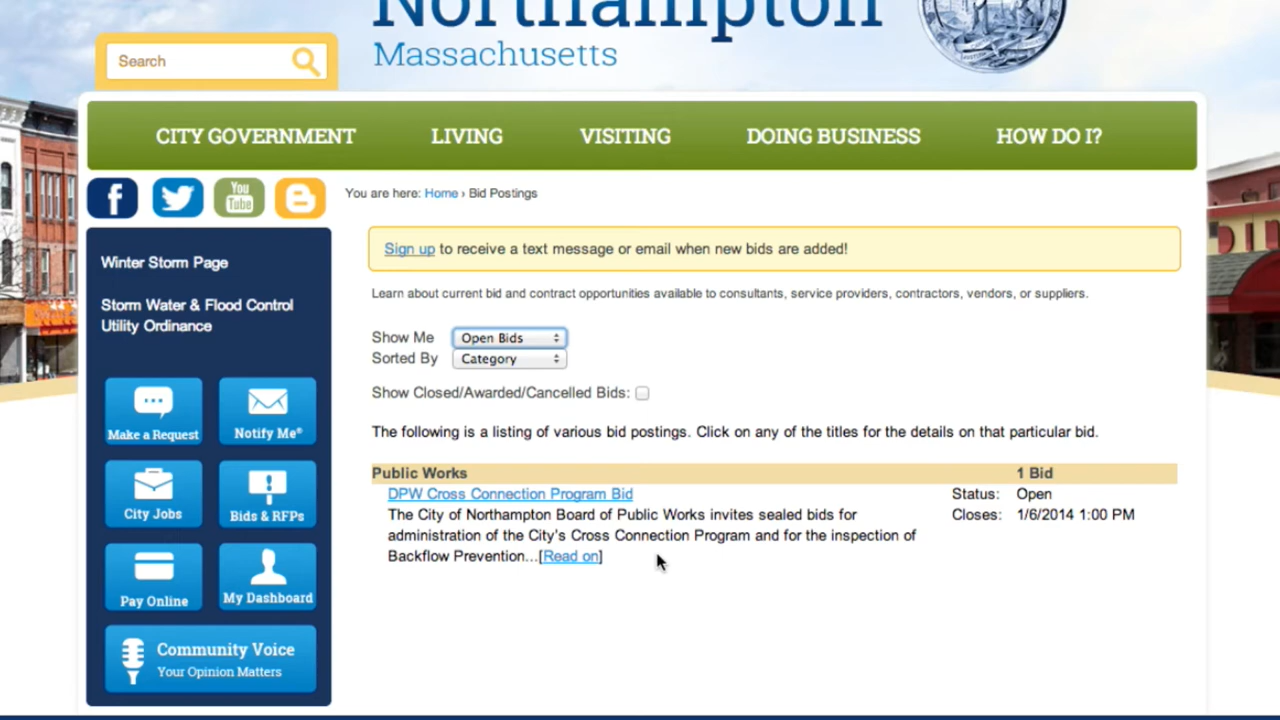 Northampton
Massachusetts
Search
CITY GOVERNMENT LIVING VISITING DOING BUSINESS HOW DO I?
You Tube
You are here: Home › Bid Postings
Winter Storm Page
Storm Water & Flood Control
Utility Ordinance
Make a Request Notify Me®
City Jobs Bids & RFPs
Pay Online My Dashboard
Community Voice
Your Opinion Matters
Sign up to receive a text message or email when new bids are added!
Learn about current bid and contract opportunities available to consultants, service providers, contractors, vendors, or suppliers.
Show Me Open Bids
Sorted By Category
Show Closed/Awarded/Cancelled Bids:
The following is a listing of various bid postings. Click on any of the titles for the details on that particular bid.
Public Works 1 Bid
DPW Cross Connection Program Bid Status: Open
The City of Northampton Board of Public Works invites sealed bids for Closes: 1/6/2014 1:00 PM
administration of the City's Cross Connection Program and for the inspection of
Backflow Prevention...[Read on]